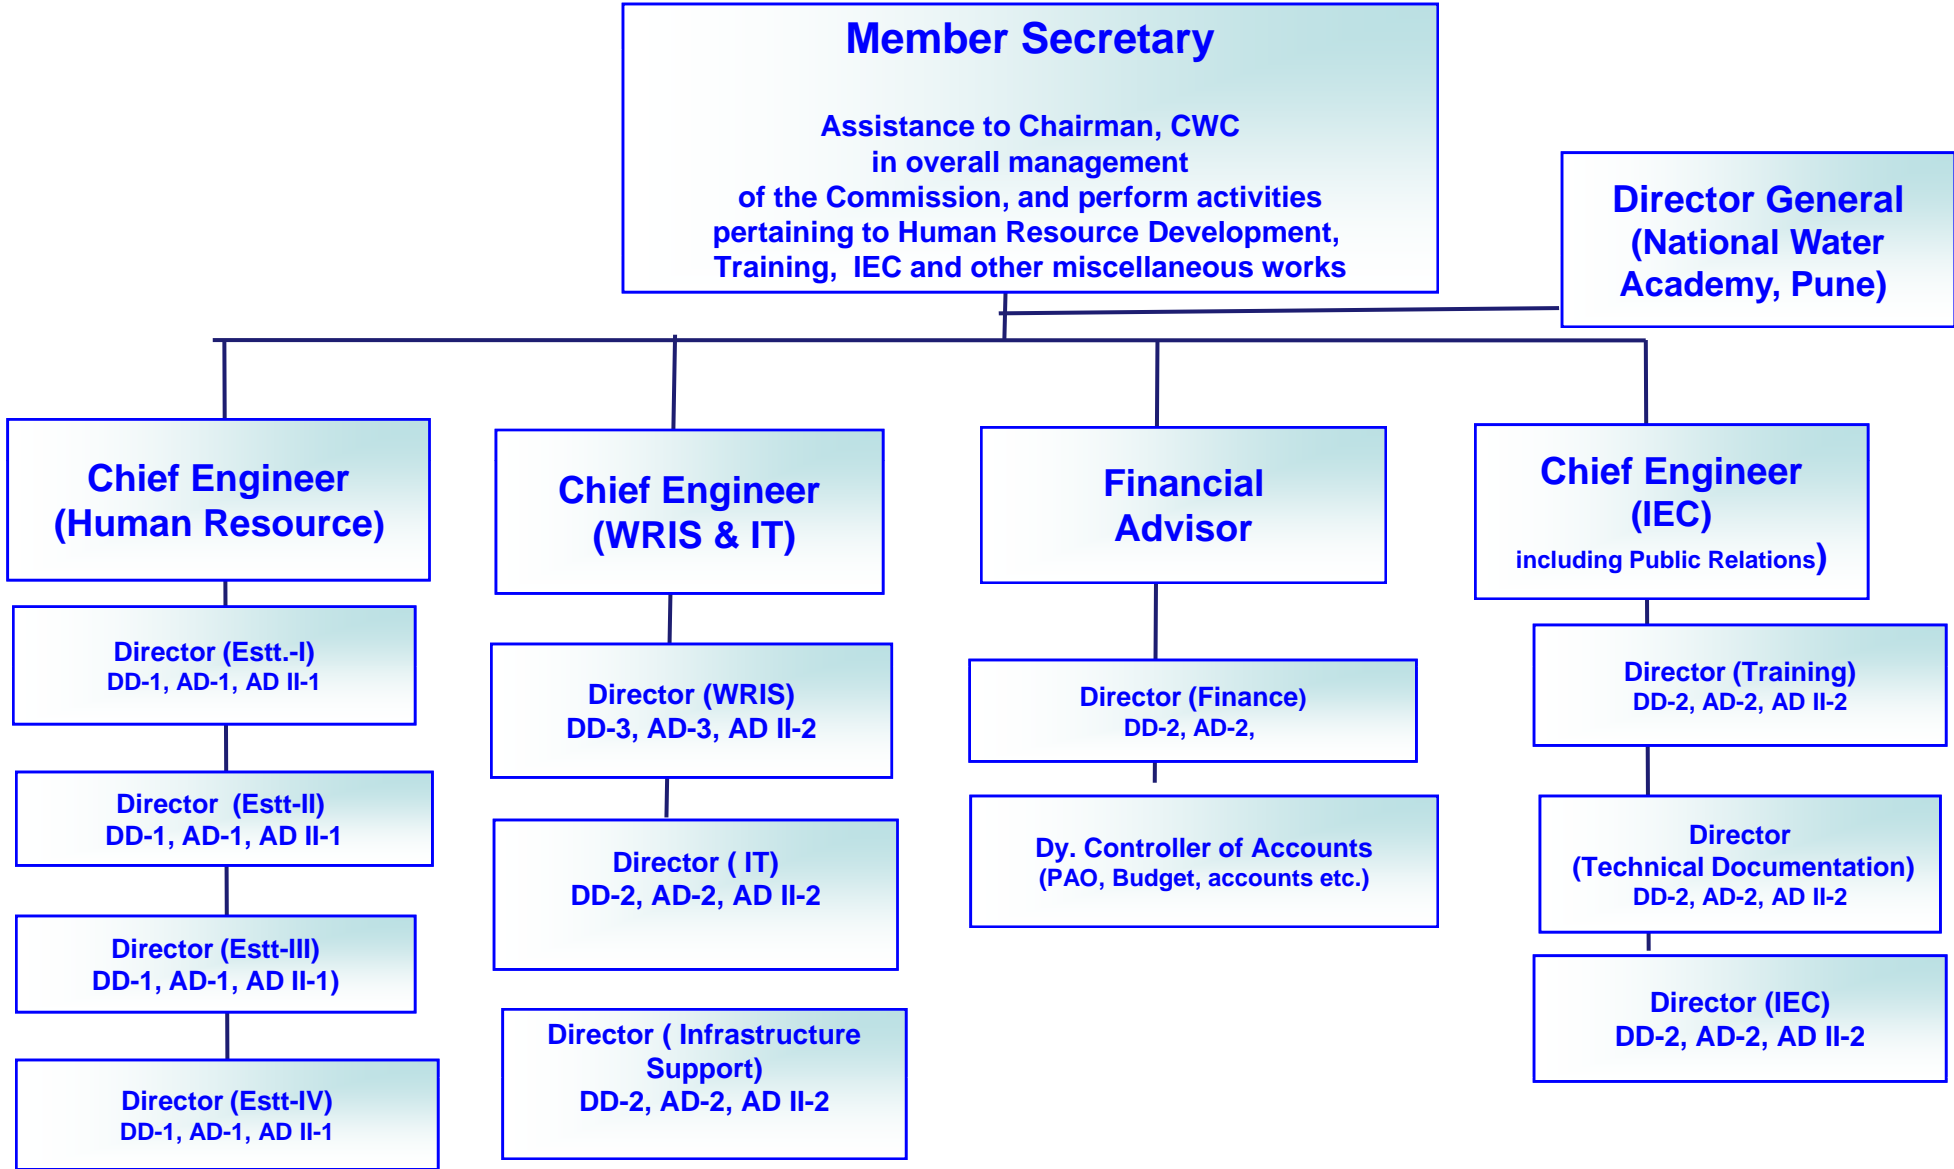 Member Secretary
Assistance to Chairman, CWC
in overall management
of the Commission, and perform activities
pertaining to Human Resource Development,
Training, IEC and other miscellaneous works
Director General
(National Water
Academy, Pune)
Chief Engineer
(Human Resource)
Director (Estt.-I)
DD-1, AD-1, AD II-1
Director (Estt-II)
DD-1, AD-1, AD II-1
Director (Estt-III)
DD-1, AD-1, AD II-1)
Director (Estt-IV)
DD-1, AD-1, AD II-1
Chief Engineer
(WRIS & IT)
Director (WRIS)
DD-3, AD-3, AD II-2
Director ( IT)
DD-2, AD-2, AD II-2
Director ( Infrastructure
Support)
DD-2, AD-2, AD II-2
Financial
Advisor
Director (Finance)
DD-2, AD-2,
Dy. Controller of Accounts
(PAO, Budget, accounts etc.)
Chief Engineer
(IEC)
including Public Relations)
Director (Training)
DD-2, AD-2, AD II-2
Director
(Technical Documentation)
DD-2, AD-2, AD II-2
Director (IEC)
DD-2, AD-2, AD II-2